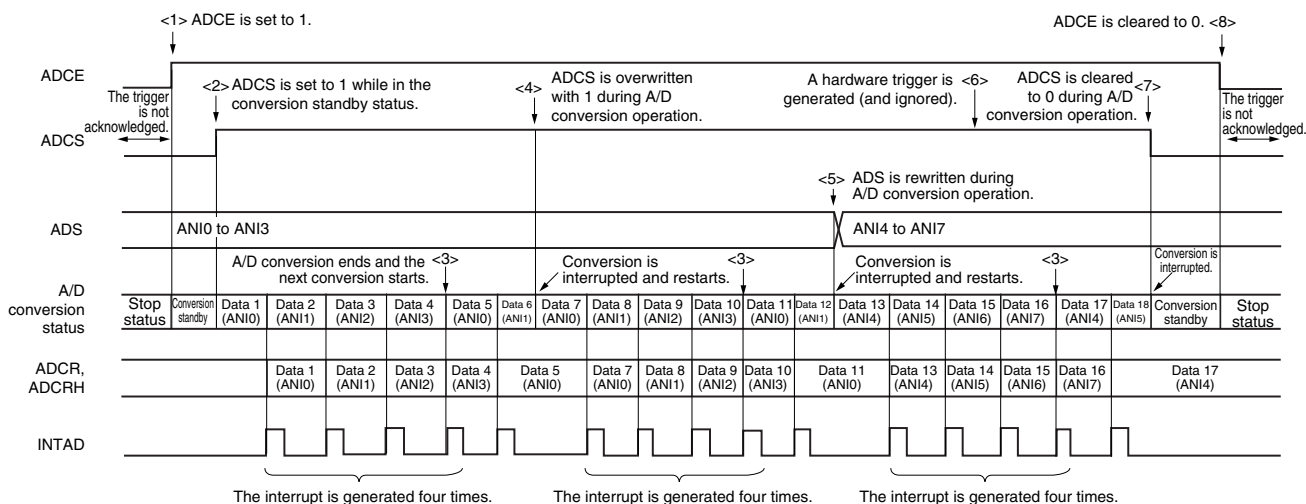 <1> ADCE is set to 1.
ADCE is cleared to 0. <8>
ADCE
The trigger
is not
acknowledged.
<2> ADCS is set to 1 while in the
conversion standby status.
<4>
ADCS is overwritten
with 1 during A/D
conversion operation.
A hardware trigger is
generated (and ignored).
<6>
ADCS is cleared
to 0 during A/D
conversion operation.
<7>
The trigger
is not
acknowledged.
ADCS
<5> ADS is rewritten during
A/D conversion operation.
ADS
ANI0 to ANI3
ANI4 to ANI7
A/D conversion ends and the
next conversion starts.
<3>
Conversion is
interrupted and restarts.
<3>
Conversion is
interrupted and restarts.
<3>
Conversion is
interrupted.
A/D
conversion
status
Stop
status
Conversion
standby
Data 1
(ANI0)
Data 2
(ANI1)
Data 3
(ANI2)
Data 4
(ANI3)
Data 5
(ANI0)
Data 6
(ANI1)
Data 7
(ANI0)
Data 8
(ANI1)
Data 9
(ANI2)
Data 10
(ANI3)
Data 11
(ANI0)
Data 12
(ANI1)
Data 13
(ANI4)
Data 14
(ANI5)
Data 15
(ANI6)
Data 16
(ANI7)
Data 17
(ANI4)
Data 18
(ANI5)
Conversion
standby
Stop
status
ADCR,
ADCRH
Data 1
(ANI0)
Data 2
(ANI1)
Data 3
(ANI2)
Data 4
(ANI3)
Data 5
(ANI0)
Data 7
(ANI0)
Data 8
(ANI1)
Data 9
(ANI2)
Data 10
(ANI3)
Data 11
(ANI0)
Data 13
(ANI4)
Data 14
(ANI5)
Data 15
(ANI6)
Data 16
(ANI7)
Data 17
(ANI4)
INTAD
The interrupt is generated four times.
The interrupt is generated four times.
The interrupt is generated four times.